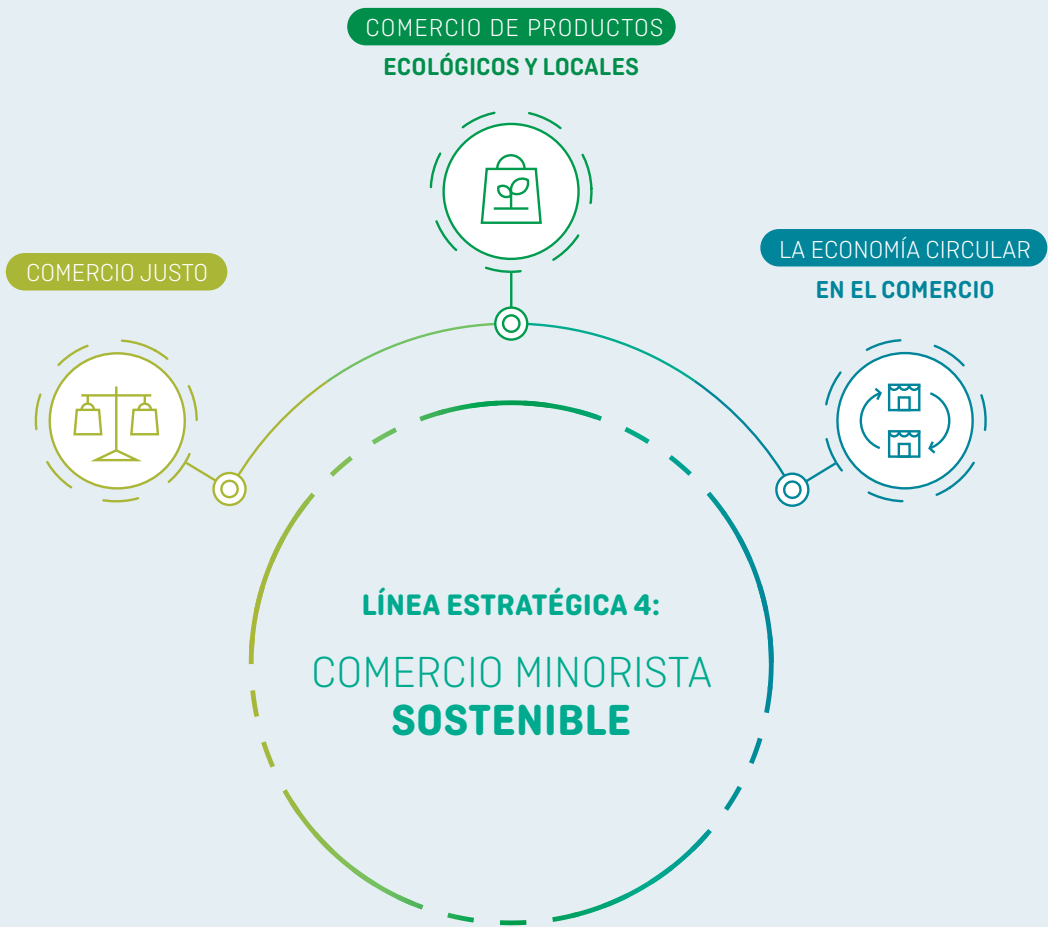 COMERCIO DE PRODUCTOS
ECOLÓGICOS Y LOCALES
COMERCIO JUSTO
LA ECONOMÍA CIRCULAR
EN EL COMERCIO
LÍNEA ESTRATÉGICA 4:
COMERCIO MINORISTA
SOSTENIBLE